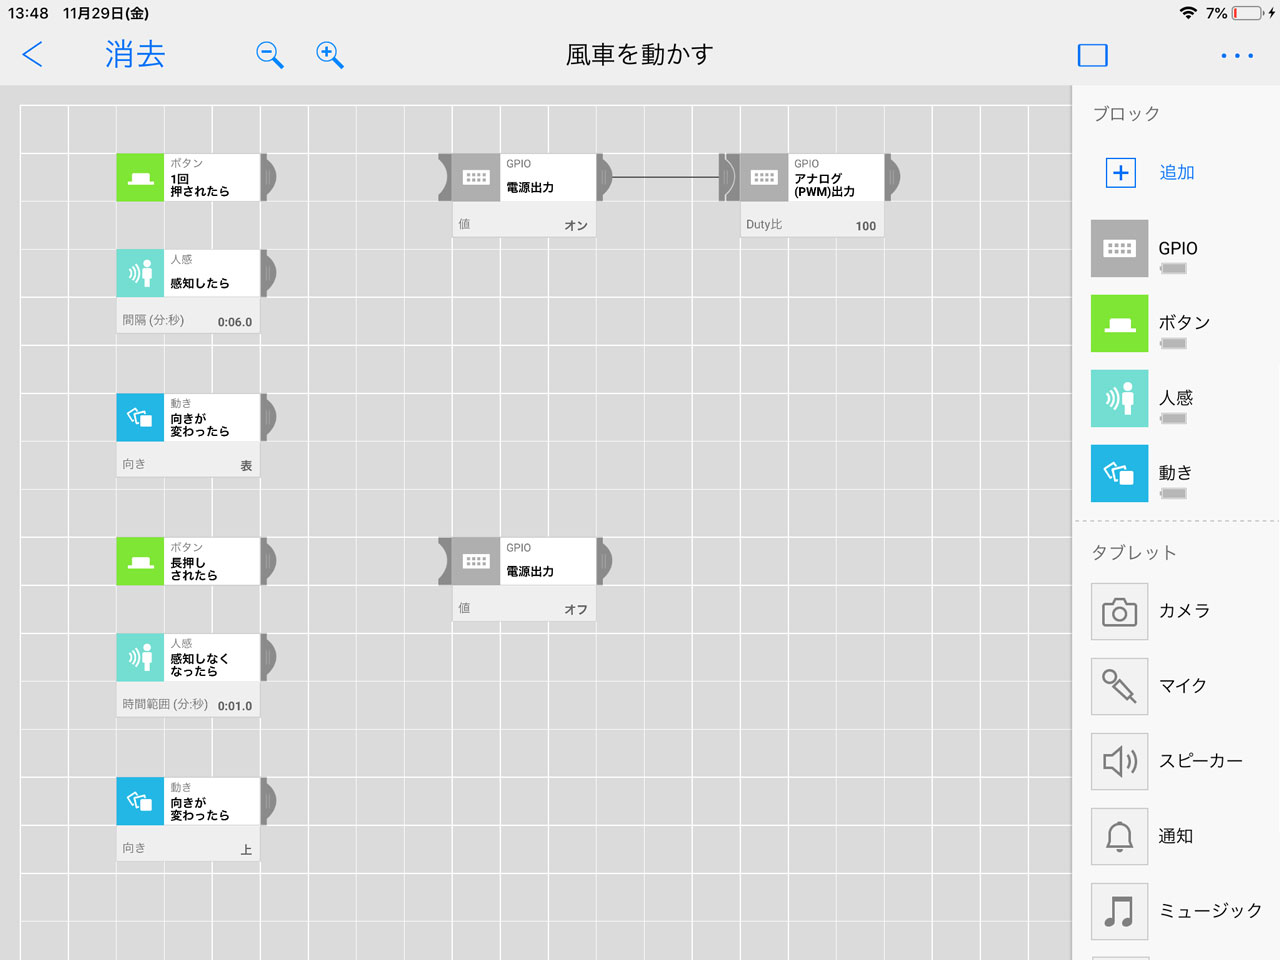 13:48 11月29日(金)
7%
消去
風車を動かす
ボタン
1回
押されたら
GPIO
電源出力
値 オン
GPIO
アナログ
(PWM)出力
Duty比 100
人感
感知したら
間隔 (分:秒) 0:06.0
動き
向きが
変わったら
向き 表
ボタン
長押し
されたら
GPIO
電源出力
値 オフ
人感
感知しなく
なったら
時間範囲 (分:秒) 0:01.0
動き
向きが
変わったら
向き 上
ブロック
追加
GPIO
ボタン
人感
動き
タブレット
カメラ
マイク
スピーカー
通知
ミュージック